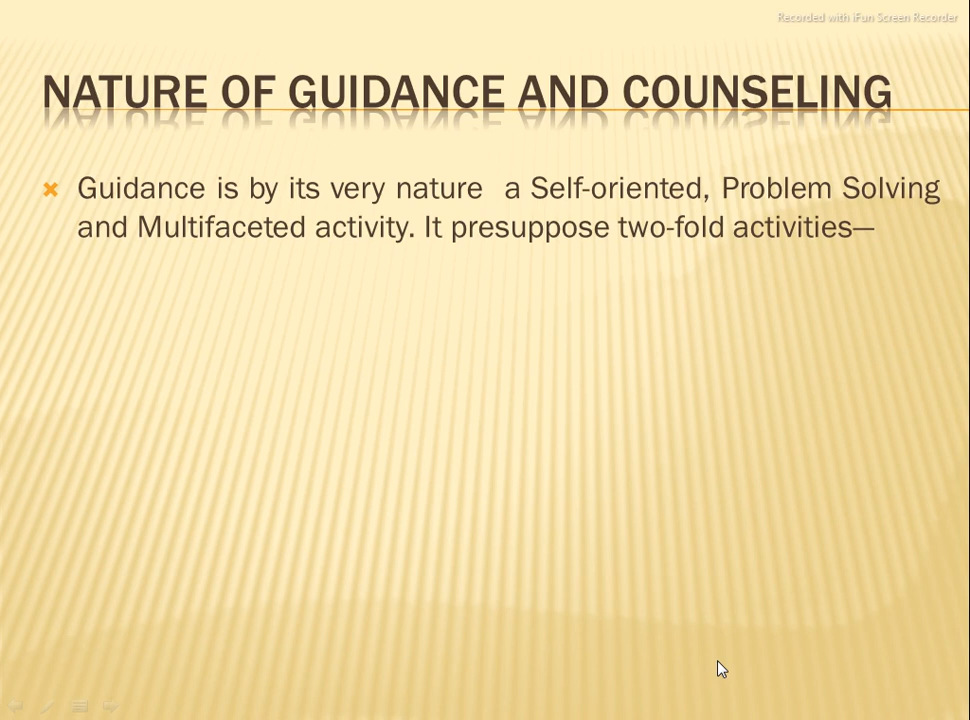 Recorded with iFun Screen Recorder
NATURE OF GUIDANCE AND COUNSELING
Guidance is by its very nature a Self-oriented, Problem Solving
and Multifaceted activity. It presuppose two-fold activities—